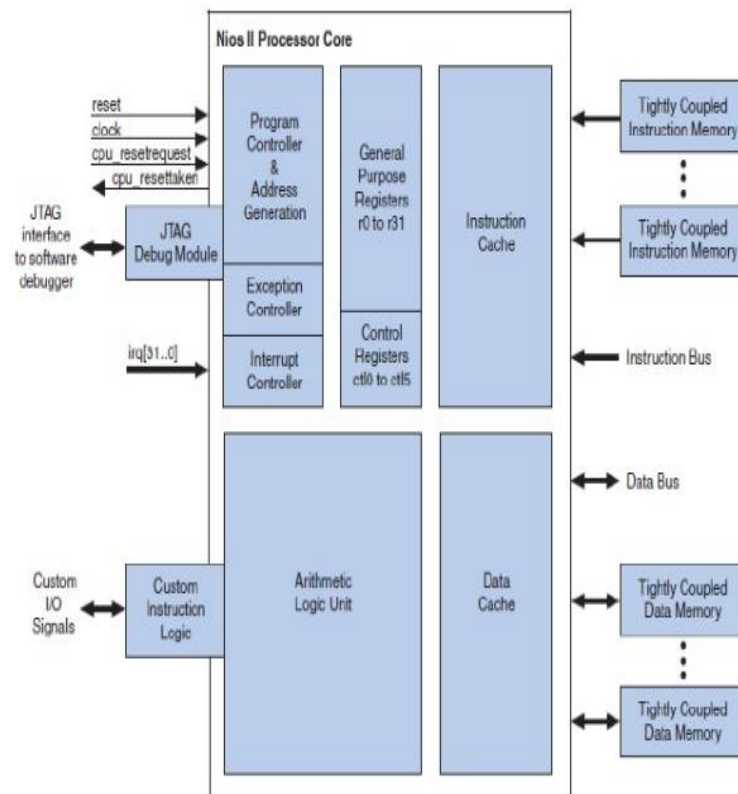 Nios II Processor Core
reset
clock
cpu_resetrequest
cpu_resettaken
JTAG
interface
to software
debugger
JTAG
Debug Module
irq[31..0]
Program
Controller
&
Address
Generation
Exception
Controller
Interrupt
Controller
General
Purpose
Registers
r0 to r31
Control
Registers
ctl0 to ctl5
Instruction
Cache
Tightly Coupled
Instruction Memory
Tightly Coupled
Instruction Memory
Instruction Bus
Data Bus
Custom
I/O
Signals
Custom
Instruction
Logic
Arithmetic
Logic Unit
Data
Cache
Tightly Coupled
Data Memory
Tightly Coupled
Data Memory